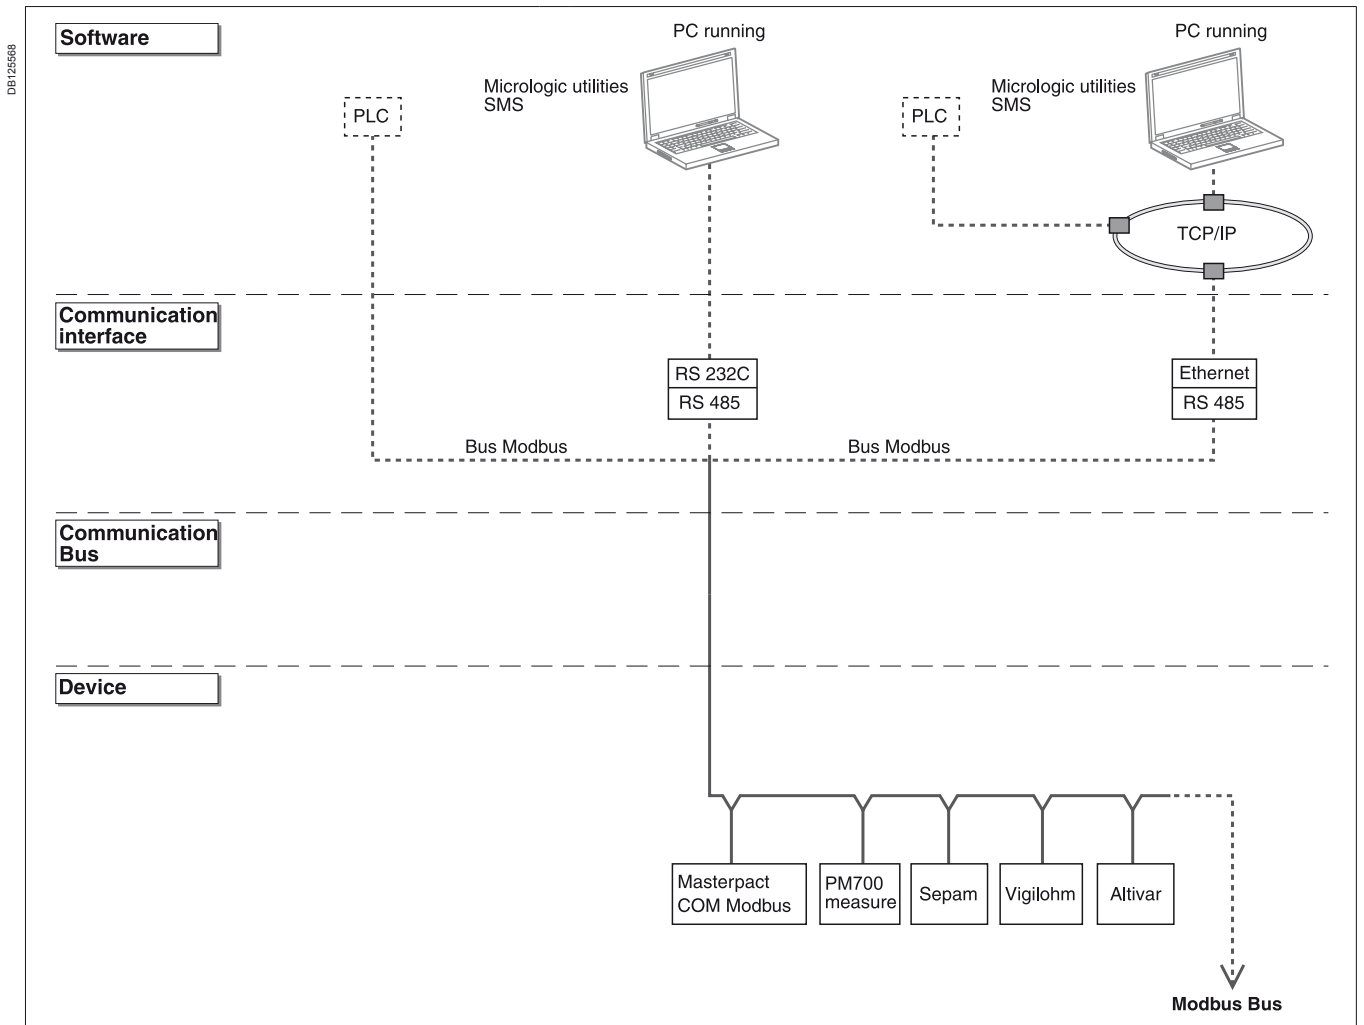 DB125568
Software
PC running
PC running
Micrologic utilities
SMS
Micrologic utilities
SMS
PLC
PLC
TCP/IP
Communication
interface
RS 232C
RS 485
Ethernet
RS 485
Bus Modbus
Bus Modbus
Communication
Bus
Device
Masterpact
COM Modbus
PM700
measure
Sepam
Vigilohm
Altivar
Modbus Bus